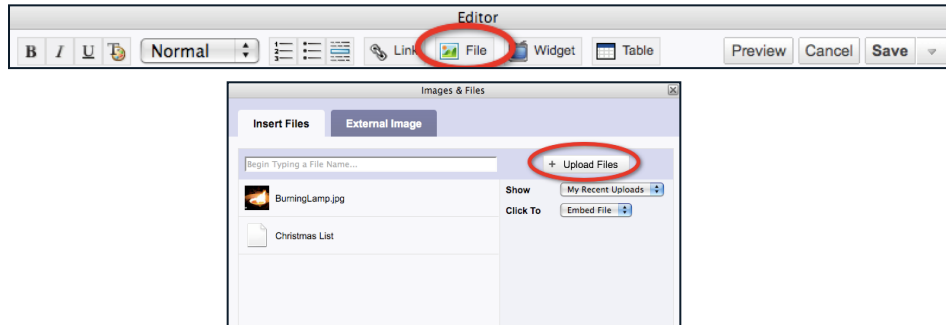 Editor
B I U T Normal Link File Widget Table Preview Cancel Save
Images & Files
Insert Files External Image
Begin Typing a File Name... + Upload Files
Show My Recent Uploads
BurningLamp.jpg
Click To Embed File
Christmas List